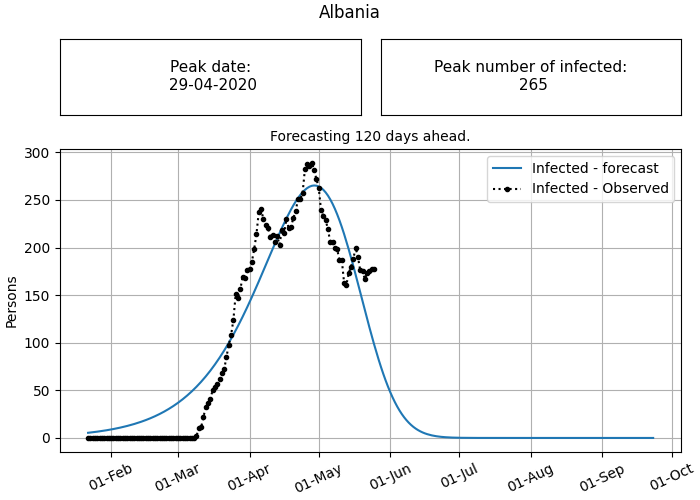 Albania
Peak date:
29-04-2020
Peak number of infected:
265
Forecasting 120 days ahead.
Infected - forecast
Infected - Observed
Persons
300
250
200
150
100
50
0
01-Feb
01-Mar
01-Apr
01-May
01-Jun
01-Jul
01-Aug
01-Sep
01-Oct